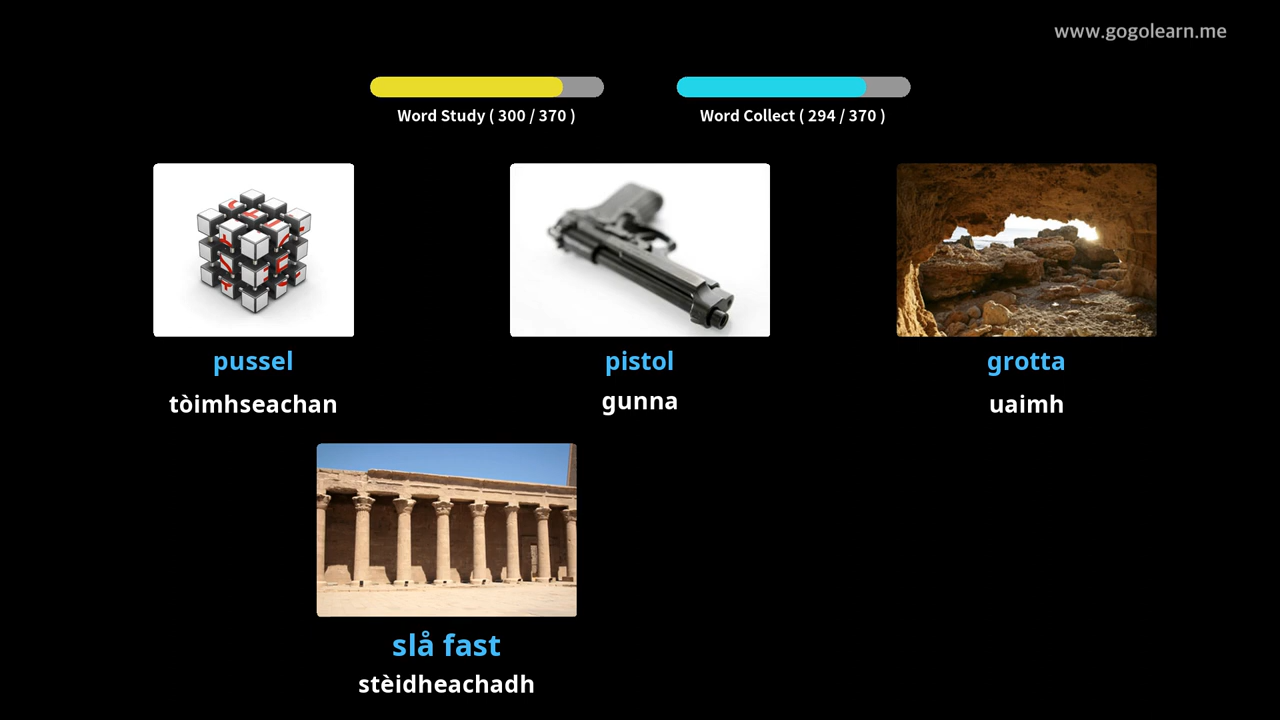 www.gogolearn.me
Word Study ( 300 / 370 )
Word Collect ( 294 / 370 )
pussel
pistol
grotta
tòimhseachan
gunna
uaimh
slå fast
stèidheachadh